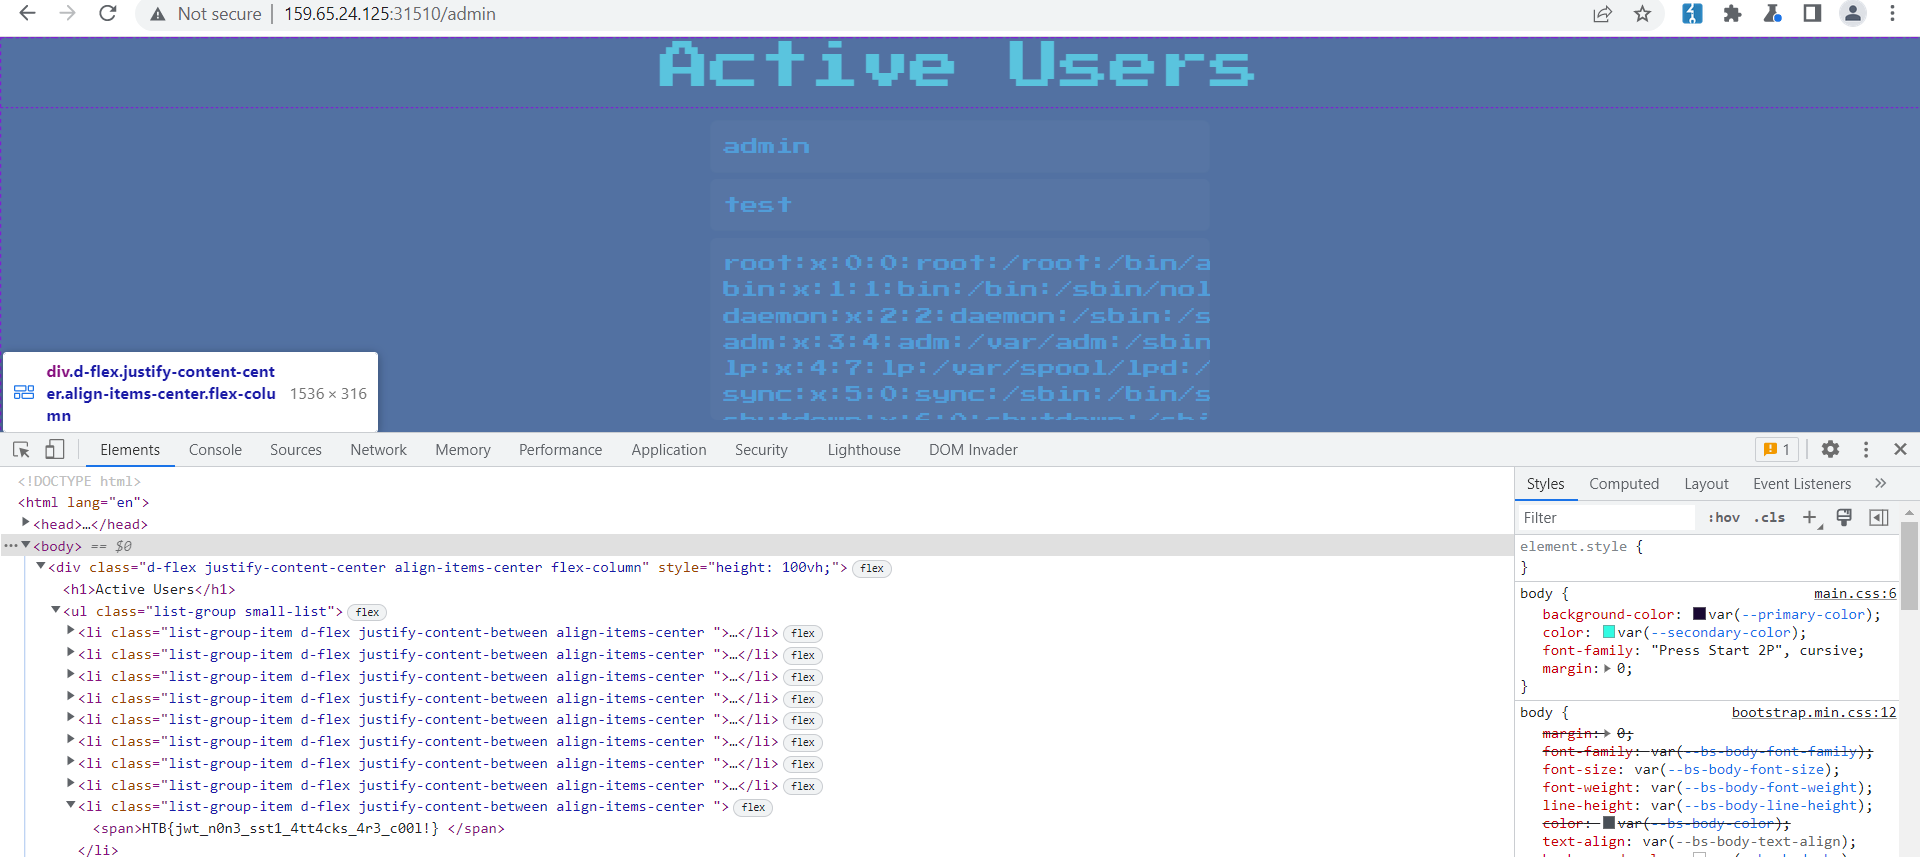 Not secure | 159.65.24.125:31510/admin
Active Users
admin
test
root:x:0:0:root:/root:/bin/a
bin:x:1:1:bin:/bin:/sbin/nol
daemon:x:2:2:daemon:/sbin:/s
adm:x:3:4:adm:/var/adm:/sbin
lp:x:4:7:lp:/var/spool/lpd:/
sync:x:5:0:sync:/sbin:/bin/s
shutdown:x:6:0:shutdown:/sbi
div.d-flex.justify-content-cent
er.align-items-center.flex-colu
mn
1536 × 316
Elements Console Sources Network Memory Performance Application Security Lighthouse DOM Invader 1
<!DOCTYPE html>
<html lang="en">
<head>…</head>
<body> == $0
<div class="d-flex justify-content-center align-items-center flex-column" style="height: 100vh;"> flex
<h1>Active Users</h1>
<ul class="list-group small-list"> flex
<li class="list-group-item d-flex justify-content-between align-items-center ">…</li> flex
<li class="list-group-item d-flex justify-content-between align-items-center ">…</li> flex
<li class="list-group-item d-flex justify-content-between align-items-center ">…</li> flex
<li class="list-group-item d-flex justify-content-between align-items-center ">…</li> flex
<li class="list-group-item d-flex justify-content-between align-items-center ">…</li> flex
<li class="list-group-item d-flex justify-content-between align-items-center ">…</li> flex
<li class="list-group-item d-flex justify-content-between align-items-center ">…</li> flex
<li class="list-group-item d-flex justify-content-between align-items-center ">…</li> flex
<li class="list-group-item d-flex justify-content-between align-items-center "> flex
<span>HTB{jwt_n0n3_sst1_4tt4cks_4r3_c00l!} </span>
</li>
Styles Computed Layout Event Listeners »
Filter :hov .cls +
element.style {
}
body { main.css:6
background-color: var(--primary-color);
color: var(--secondary-color);
font-family: "Press Start 2P", cursive;
margin: 0;
}
body { bootstrap.min.css:12
margin: 0;
font-family: var(--bs-body-font-family);
font-size: var(--bs-body-font-size);
font-weight: var(--bs-body-font-weight);
line-height: var(--bs-body-line-height);
color: var(--bs-body-color);
text-align: var(--bs-body-text-align);